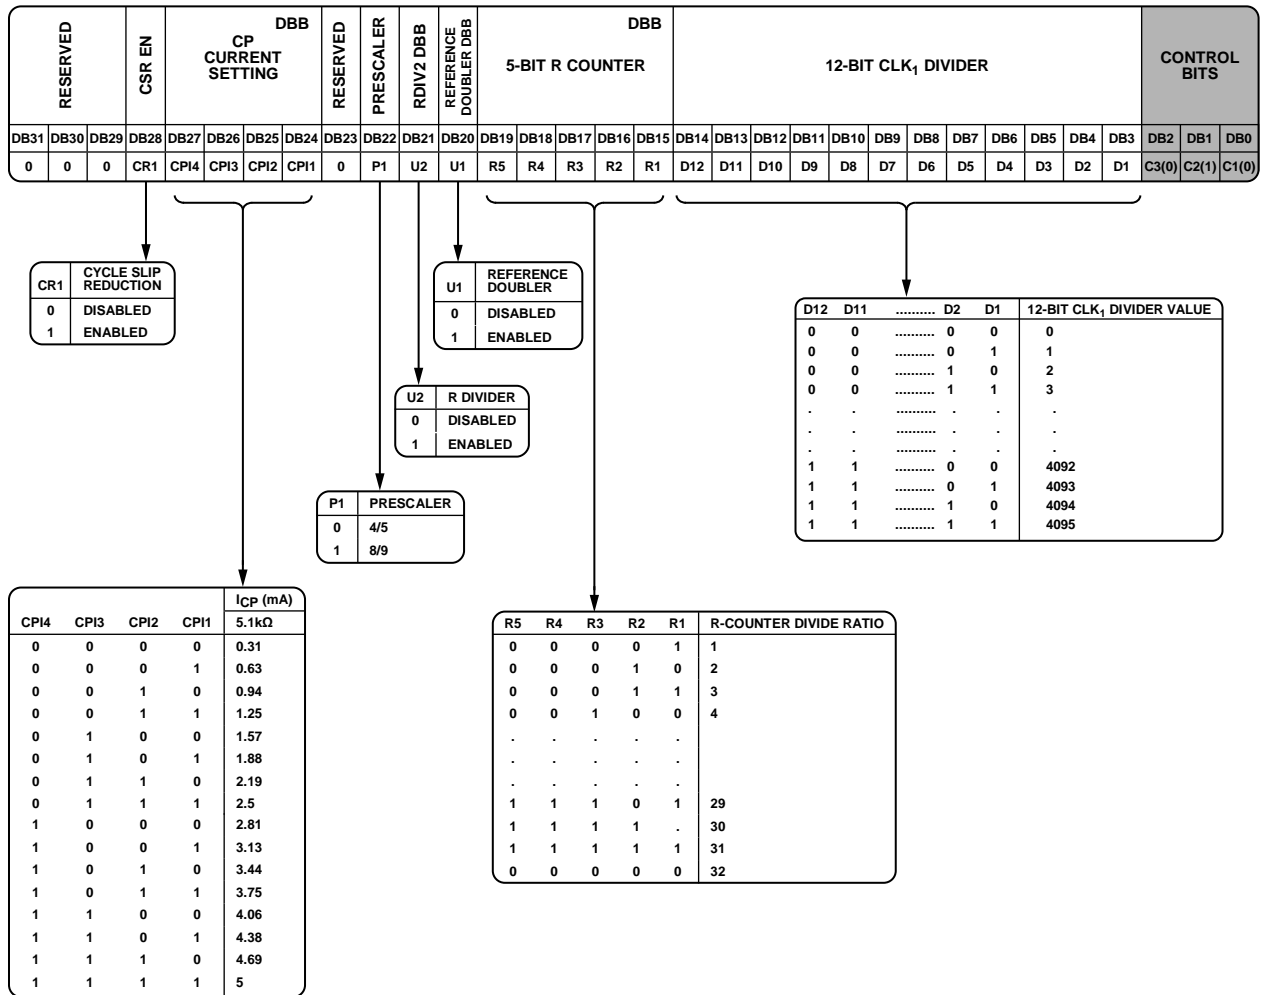 RESERVED
CSR EN
DBB
CP
CURRENT
SETTING
RESERVED
PRESCALER
RDIV2 DBB
REFERENCE
DOUBLER DBB
DBB
5-BIT R COUNTER
12-BIT CLK1 DIVIDER
CONTROL
BITS
DB31 DB30 DB29 DB28 DB27 DB26 DB25 DB24 DB23 DB22 DB21 DB20 DB19 DB18 DB17 DB16 DB15 DB14 DB13 DB12 DB11 DB10 DB9 DB8 DB7 DB6 DB5 DB4 DB3 DB2 DB1 DB0
0 0 0 CR1 CPI4 CPI3 CPI2 CPI1 0 P1 U2 U1 R5 R4 R3 R2 R1 D12 D11 D10 D9 D8 D7 D6 D5 D4 D3 D2 D1 C3(0) C2(1) C1(0)
CR1 CYCLE SLIP
REDUCTION
0 DISABLED
1 ENABLED
U1 REFERENCE
DOUBLER
0 DISABLED
1 ENABLED
U2 R DIVIDER
0 DISABLED
1 ENABLED
P1 PRESCALER
0 4/5
1 8/9
D12 D11 .......... D2 D1 12-BIT CLK1 DIVIDER VALUE
0 0 .......... 0 0 0
0 0 .......... 0 1 1
0 0 .......... 1 0 2
0 0 .......... 1 1 3
. . .......... . . .
. . .......... . . .
. . .......... . . .
1 1 .......... 0 0 4092
1 1 .......... 0 1 4093
1 1 .......... 1 0 4094
1 1 .......... 1 1 4095
ICP (mA)
CPI4 CPI3 CPI2 CPI1 5.1kΩ
0 0 0 0 0.31
0 0 0 1 0.63
0 0 1 0 0.94
0 0 1 1 1.25
0 1 0 0 1.57
0 1 0 1 1.88
0 1 1 0 2.19
0 1 1 1 2.5
1 0 0 0 2.81
1 0 0 1 3.13
1 0 1 0 3.44
1 0 1 1 3.75
1 1 0 0 4.06
1 1 0 1 4.38
1 1 1 0 4.69
1 1 1 1 5
R5 R4 R3 R2 R1 R-COUNTER DIVIDE RATIO
0 0 0 0 1 1
0 0 0 1 0 2
0 0 0 1 1 3
0 0 1 0 0 4
. . . . .
. . . . .
. . . . .
1 1 1 0 1 29
1 1 1 1 . 30
1 1 1 1 1 31
0 0 0 0 0 32